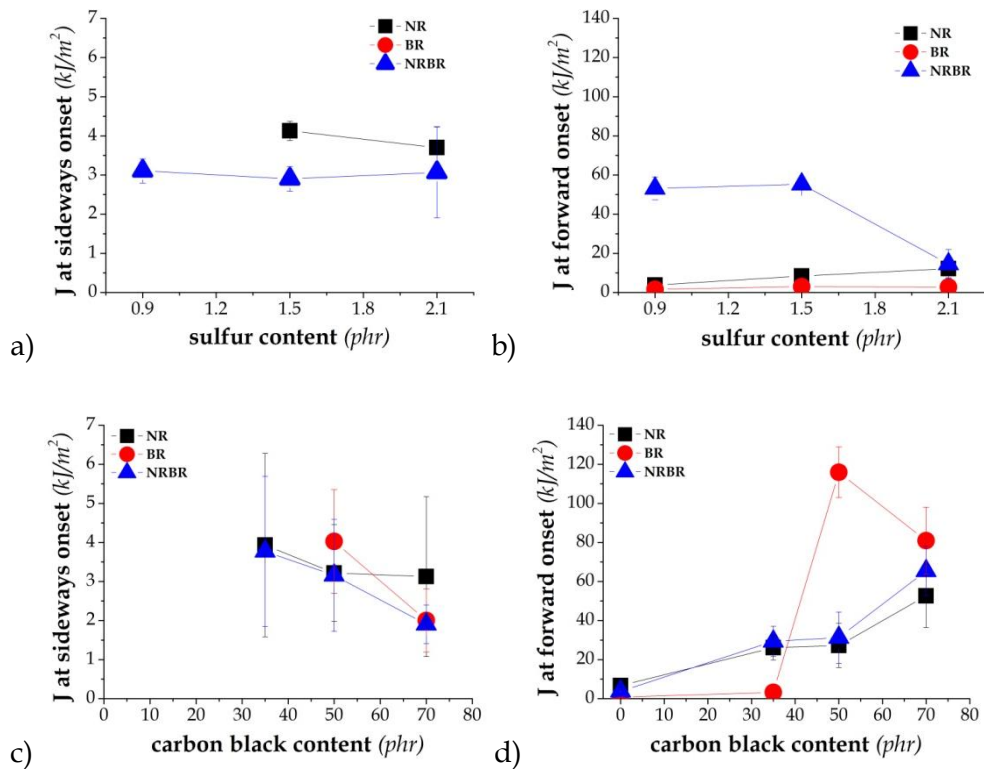 J at sideways onset (kJ/m²)
7
6
5
4
3
2
1
0
NR
BR
NRBR
0.9 1.2 1.5 1.8 2.1
sulfur content (phr)
a)
J at forward onset (kJ/m²)
140
120
100
80
60
40
20
0
NR
BR
NRBR
0.9 1.2 1.5 1.8 2.1
sulfur content (phr)
b)
J at sideways onset (kJ/m²)
7
6
5
4
3
2
1
0
NR
BR
NRBR
0 10 20 30 40 50 60 70 80
carbon black content (phr)
c)
J at forward onset (kJ/m²)
140
120
100
80
60
40
20
0
NR
BR
NRBR
0 10 20 30 40 50 60 70 80
carbon black content (phr)
d)